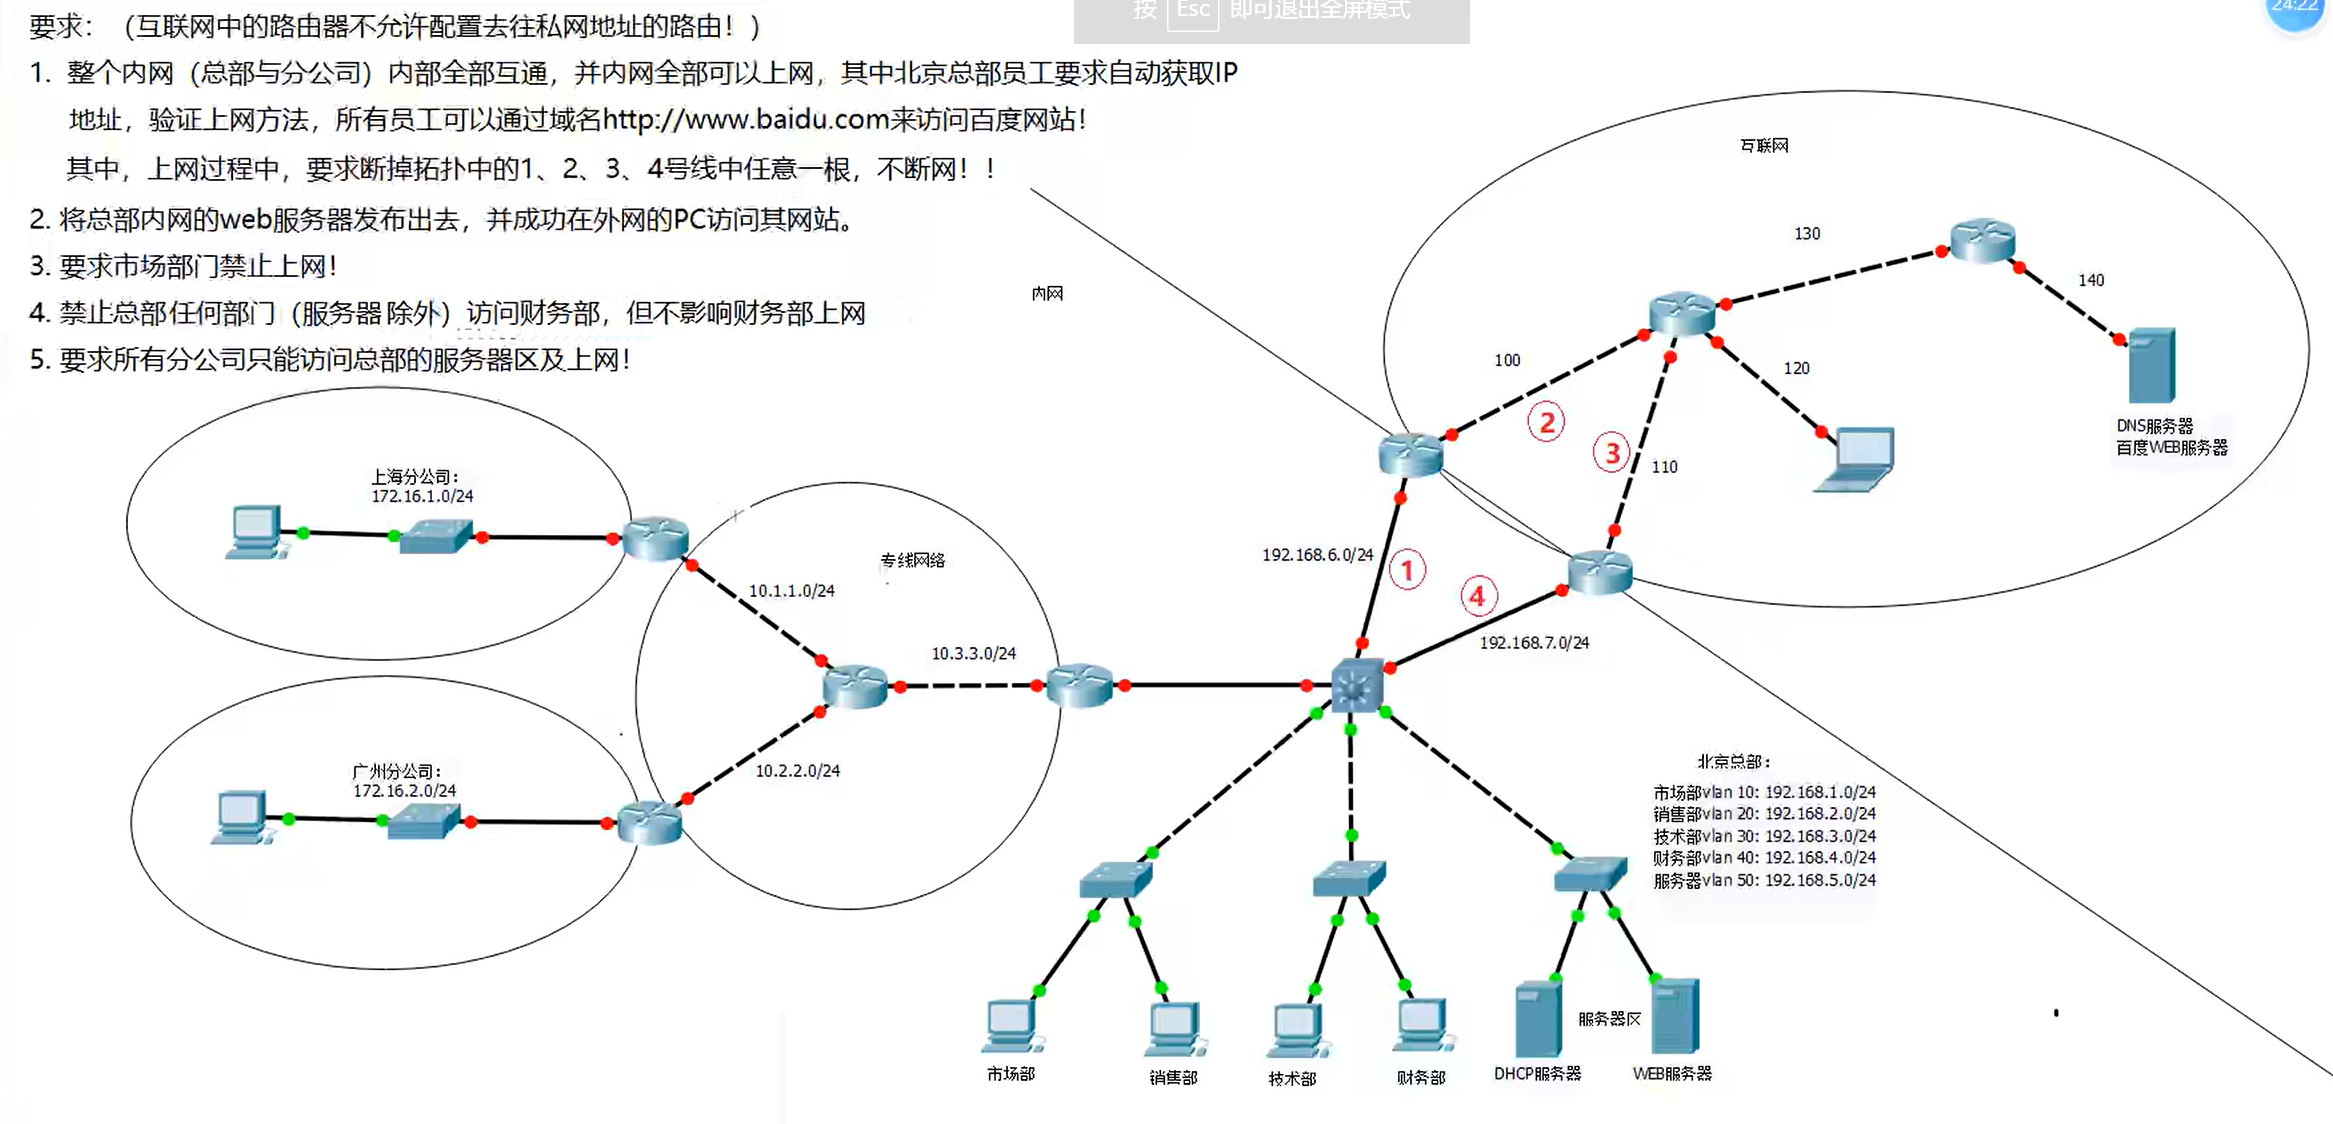 按 Esc 即可退出全屏模式
24:22
要求：（互联网中的路由器不允许配置去往私网地址的路由！）
1. 整个内网（总部与分公司）内部全部互通，并内网全部可以上网，其中北京总部员工要求自动获取IP
地址，验证上网方法，所有员工可以通过域名http://www.baidu.com来访问百度网站！
其中，上网过程中，要求断掉拓扑中的1、2、3、4号线中任意一根，不断网！！
2. 将总部内网的web服务器发布出去，并成功在外网的PC访问其网站。
3. 要求市场部门禁止上网！
4. 禁止总部任何部门（服务器除外）访问财务部，但不影响财务部上网
5. 要求所有分公司只能访问总部的服务器区及上网！
互联网
内网
130
140
100
120
②
③
110
DNS服务器
百度WEB服务器
上海分公司：
172.16.1.0/24
专线网络
10.1.1.0/24
192.168.6.0/24
①
④
192.168.7.0/24
10.3.3.0/24
广州分公司：
172.16.2.0/24
10.2.2.0/24
北京总部：
市场部vlan 10: 192.168.1.0/24
销售部vlan 20: 192.168.2.0/24
技术部vlan 30: 192.168.3.0/24
财务部vlan 40: 192.168.4.0/24
服务器vlan 50: 192.168.5.0/24
服务器区
市场部
销售部
技术部
财务部
DHCP服务器
WEB服务器